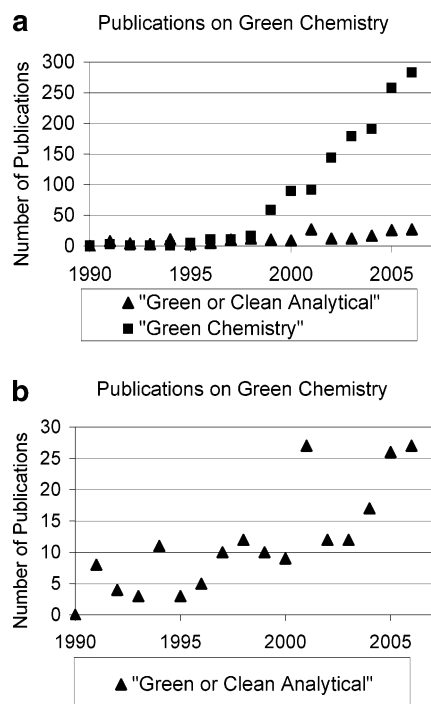 a
Publications on Green Chemistry
Number of Publications
300
250
200
150
100
50
0
1990 1995 2000 2005
▲ "Green or Clean Analytical"
■ "Green Chemistry"
b
Publications on Green Chemistry
Number of Publications
30
25
20
15
10
5
0
1990 1995 2000 2005
▲ "Green or Clean Analytical"